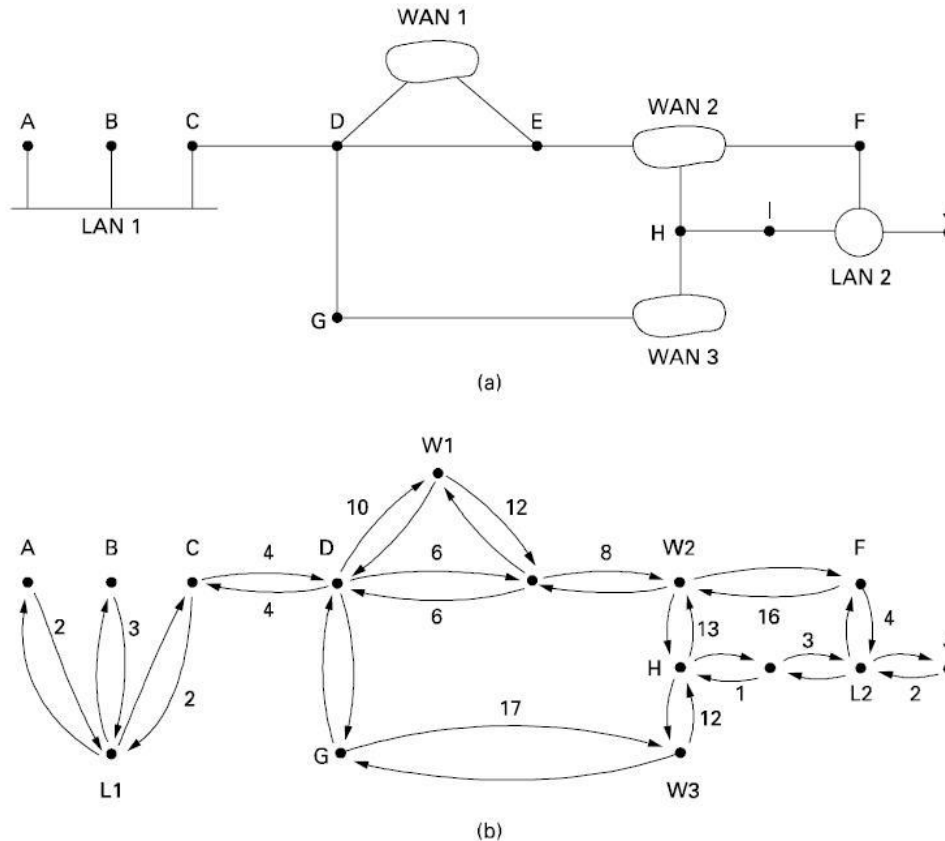 WAN 1
A B C D E WAN 2 F
LAN 1
H I
LAN 2
G
WAN 3
(a)
W1
10 12
A B C 4 D 6 8 W2 F
4 6 16 4
2 3 13
2 H 3
1 L2 2
17 12
G
L1 W3
(b)